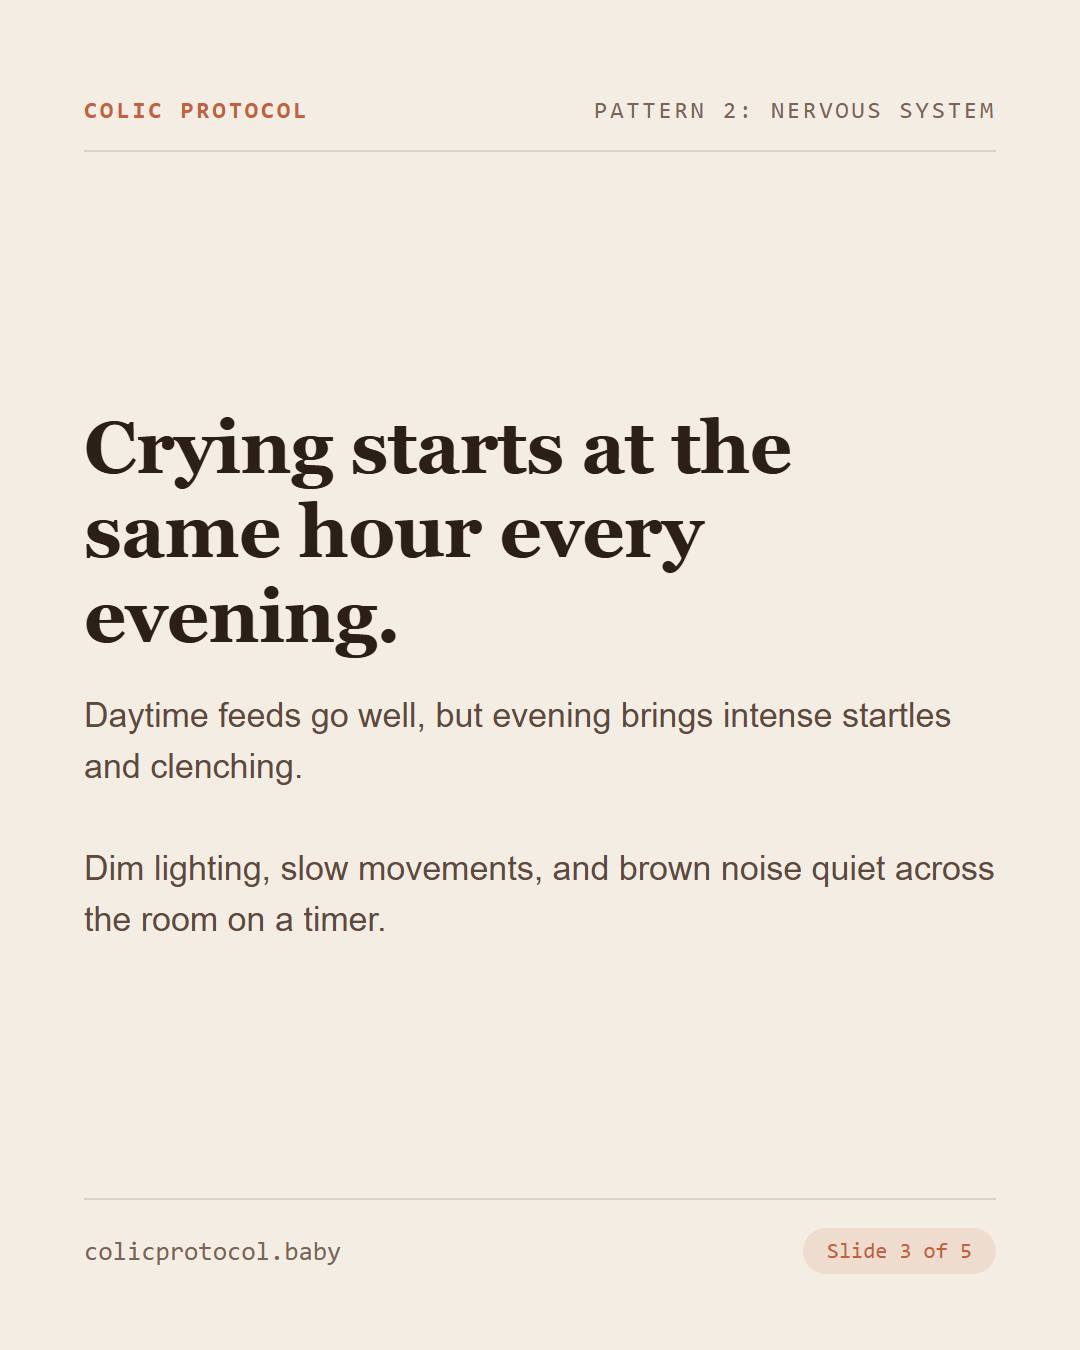 COLIC PROTOCOL
PATTERN 2: NERVOUS SYSTEM
Crying starts at the
same hour every
evening.
Daytime feeds go well, but evening brings intense startles
and clenching.
Dim lighting, slow movements, and brown noise quiet across
the room on a timer.
colicprotocol.baby
Slide 3 of 5